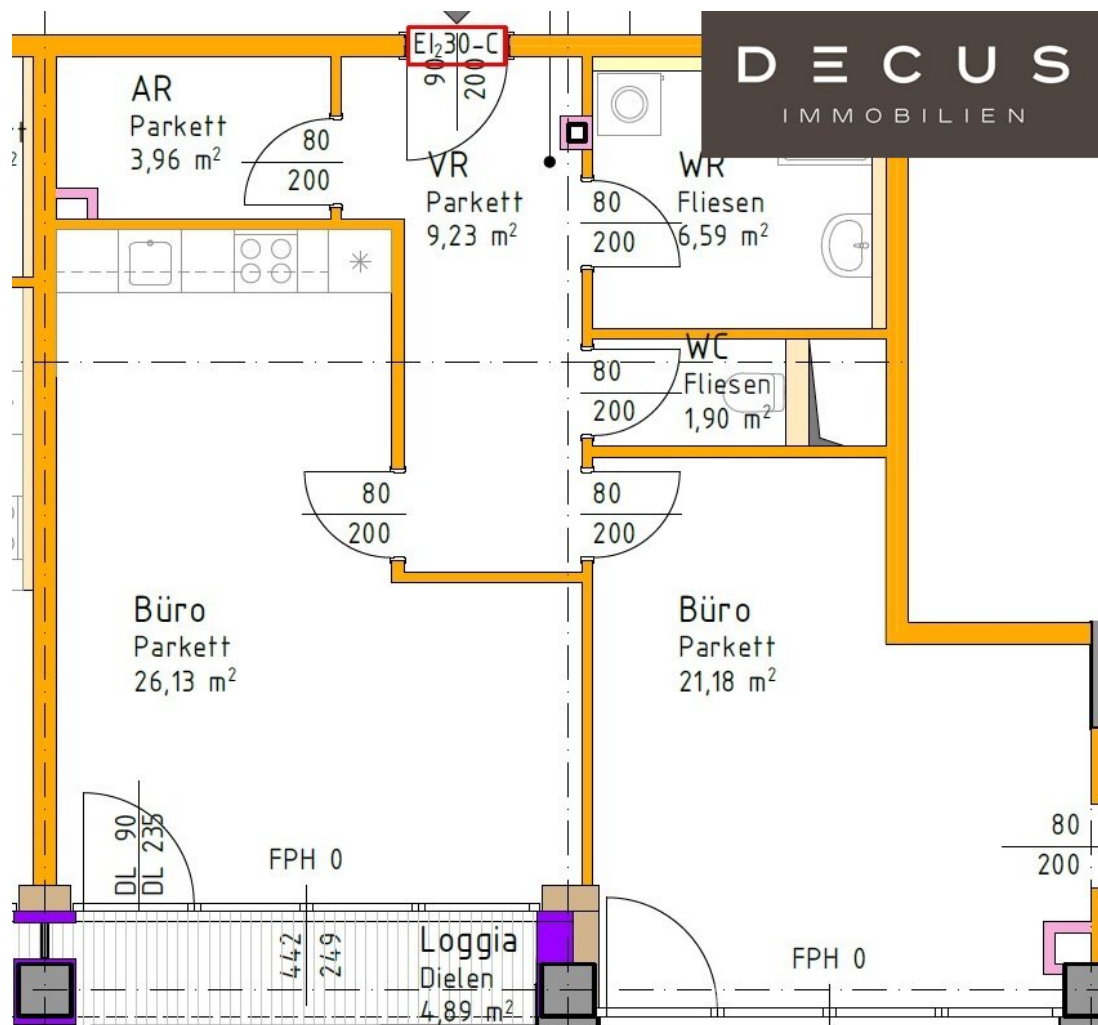 DECUS
IMMOBILIEN
EI₂30-C
90
200
AR
Parkett
3,96 m²
80
200
VR
Parkett
9,23 m²
WR
Fliesen
6,59 m²
80
200
WC
Fliesen
1,90 m²
80
200
80
200
80
200
Büro
Parkett
26,13 m²
Büro
Parkett
21,18 m²
DL 90
DL 235
FPH 0
80
200
442
249
Loggia
Dielen
4,89 m²
FPH 0